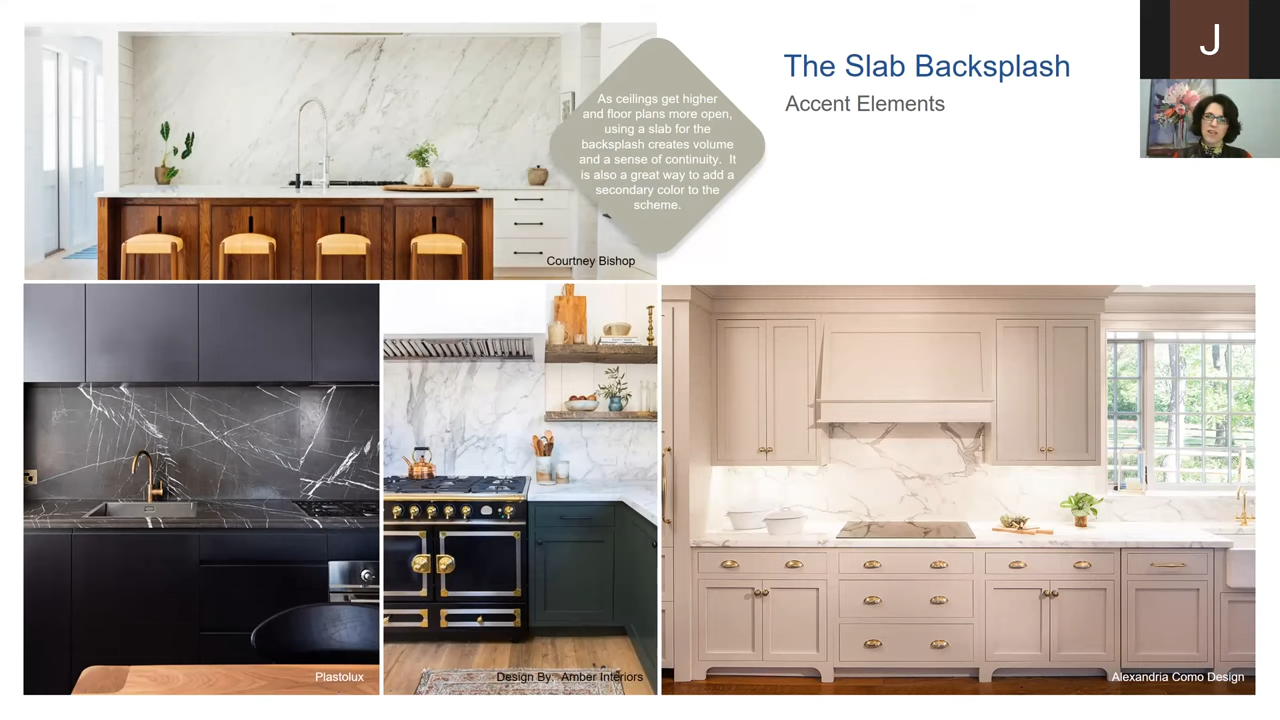 The Slab Backsplash
Accent Elements
J
As ceilings get higher
and floor plans more open,
using a slab for the
backsplash creates volume
and a sense of continuity. It
is also a great way to add a
secondary color to the
scheme.
Courtney Bishop
Plastolux
Design By: Amber Interiors
Alexandria Como Design